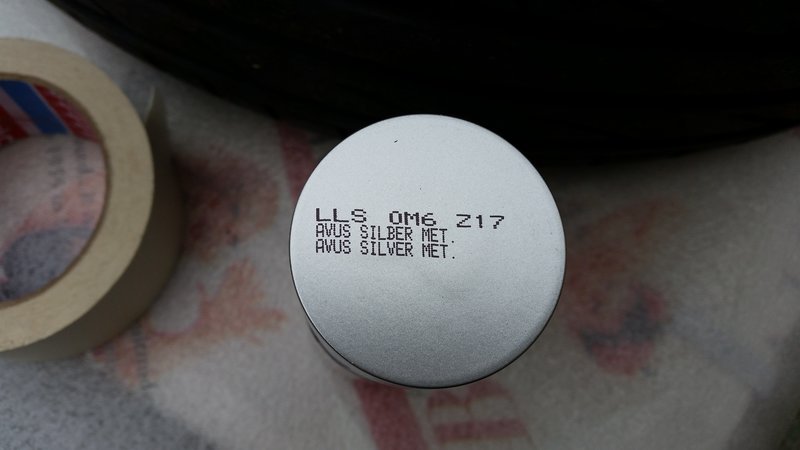 LLS 0M6 Z17
AVUS SILBER MET.
AVUS SILVER MET.